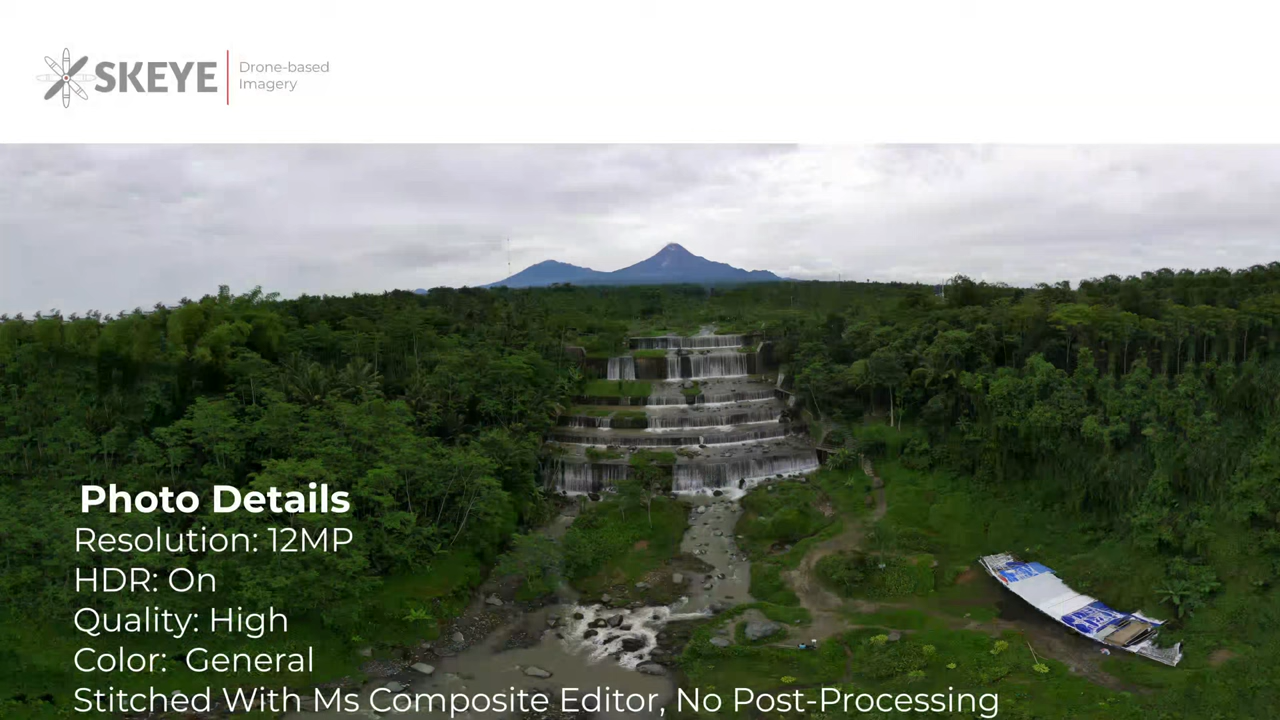 SKEYE
Drone-based
Imagery
Photo Details
Resolution: 12MP
HDR: On
Quality: High
Color: General
Stitched With Ms Composite Editor, No Post-Processing